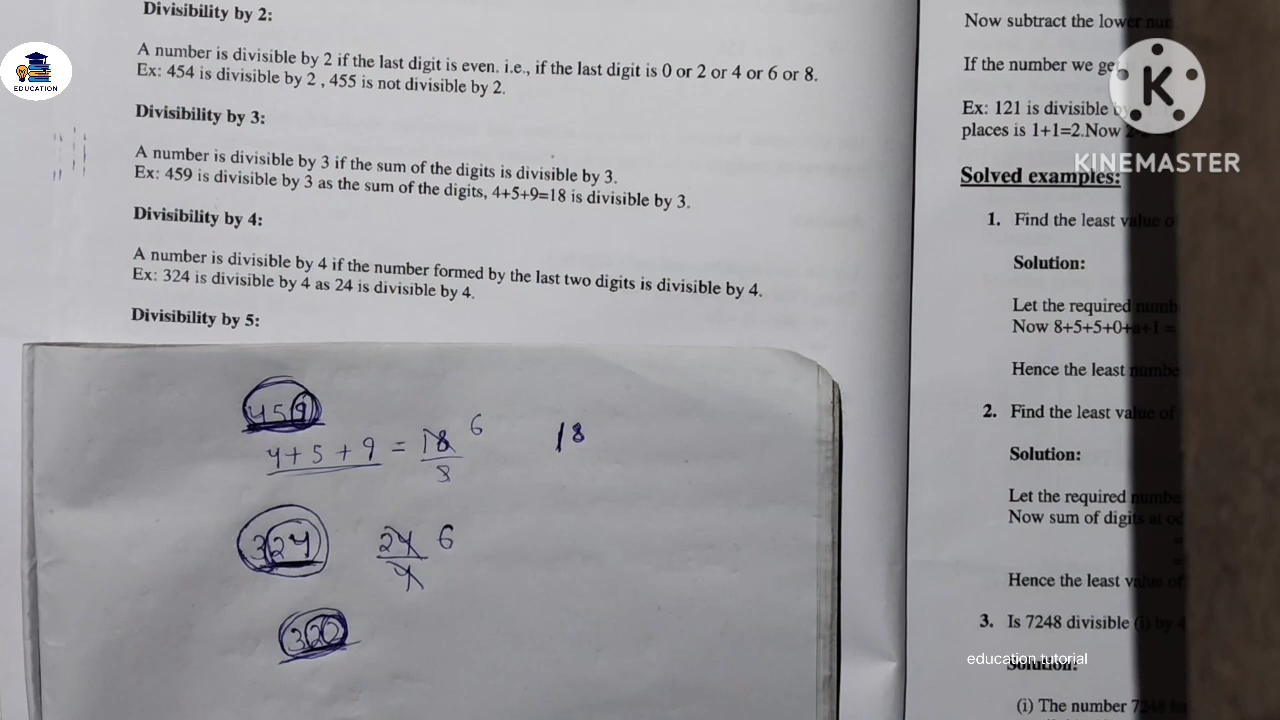 Divisibility by 2:
A number is divisible by 2 if the last digit is even. i.e., if the last digit is 0 or 2 or 4 or 6 or 8.
Ex: 454 is divisible by 2 , 455 is not divisible by 2.
Divisibility by 3:
A number is divisible by 3 if the sum of the digits is divisible by 3.
Ex: 459 is divisible by 3 as the sum of the digits, 4+5+9=18 is divisible by 3.
Divisibility by 4:
A number is divisible by 4 if the number formed by the last two digits is divisible by 4.
Ex: 324 is divisible by 4 as 24 is divisible by 4.
Divisibility by 5:
459
4+5+9 = 18 6
3
18
324
24 6
4
320
EDUCATION
Now subtract the lower
If the number we get
Ex: 121 is divisible
places is 1+1=2.Now
Solved examples:
1. Find the least value
Solution:
Let the required
Now 8+5+5+0+a+1 =
Hence the least
2. Find the least value of
Solution:
Let the required
Now sum of digits at
Hence the least value of
3. Is 7248 divisible (i) by 4
Solution:
(i) The number
K
KINEMASTER
education tutorial